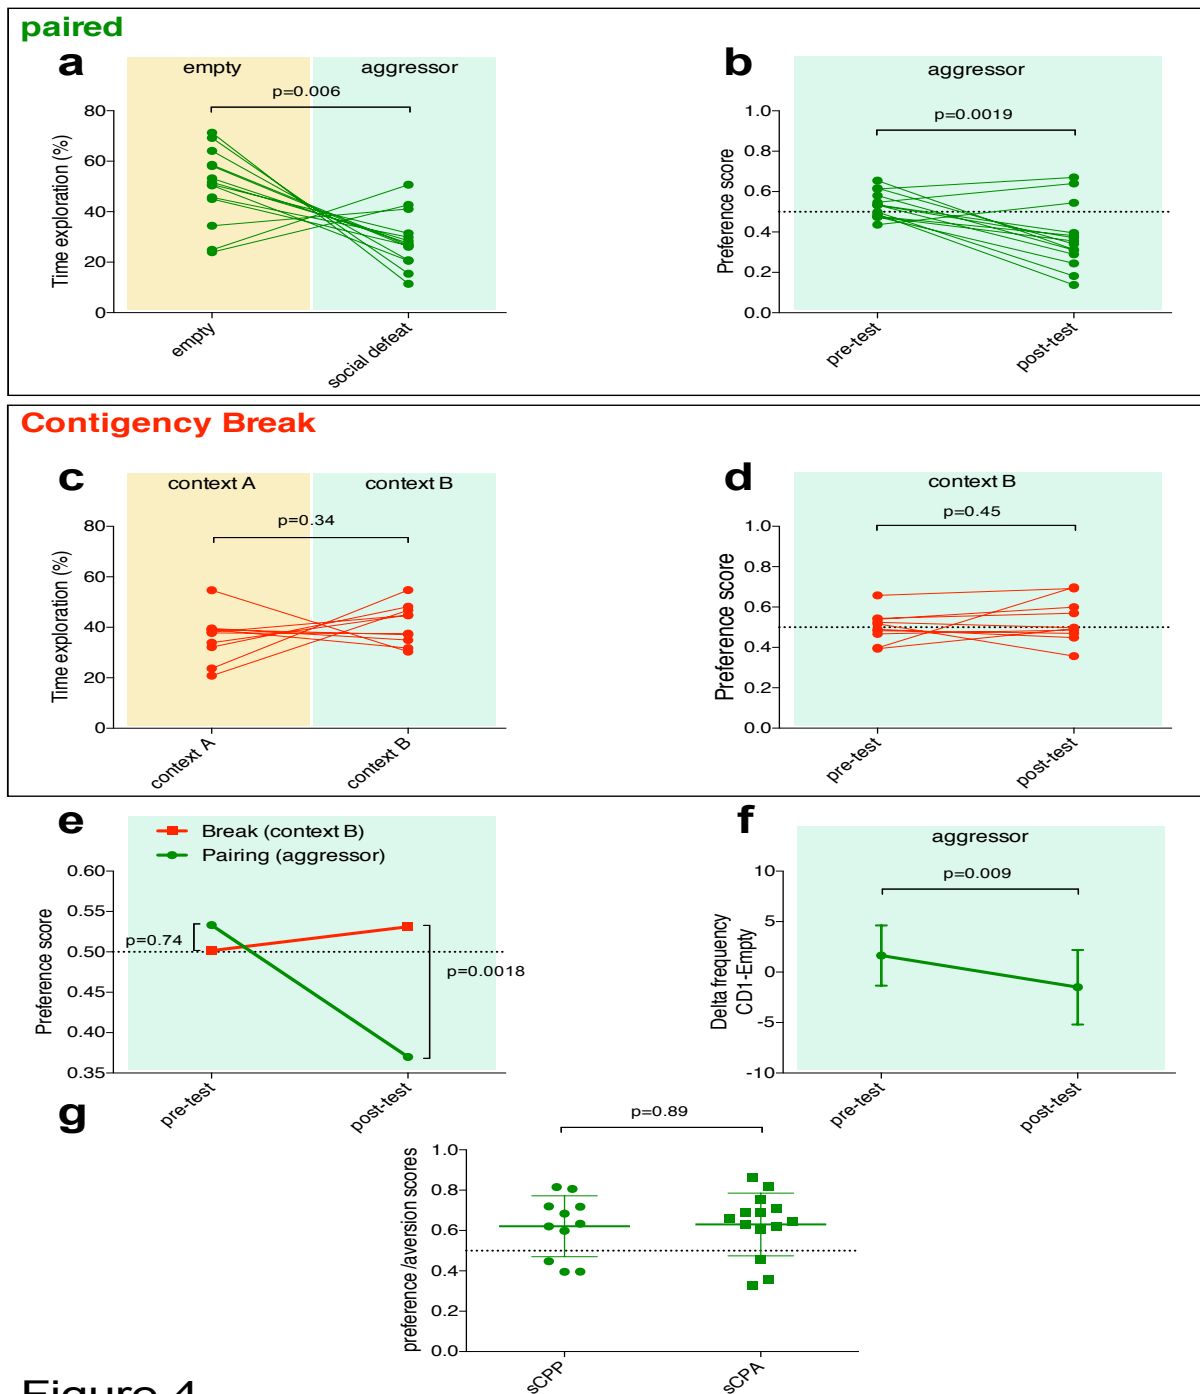 paired
a
empty
aggressor
p=0.006
80
60
40
20
0
Time exploration (%)
empty
social defeat
b
aggressor
p=0.0019
1.0
0.8
0.6
0.4
0.2
0.0
Preference score
pre-test
post-test
Contigency Break
c
context A
context B
p=0.34
80
60
40
20
0
Time exploration (%)
context A
context B
d
context B
p=0.45
1.0
0.8
0.6
0.4
0.2
0.0
Preference score
pre-test
post-test
e
Break (context B)
Pairing (aggressor)
0.60
0.55
0.50
0.45
0.40
0.35
Preference score
p=0.74
p=0.0018
pre-test
post-test
f
aggressor
p=0.009
10
5
0
-5
-10
Delta frequency
CD1-Empty
pre-test
post-test
g
p=0.89
1.0
0.8
0.6
0.4
0.2
0.0
preference /aversion scores
sCPP
sCPA
Figure 4